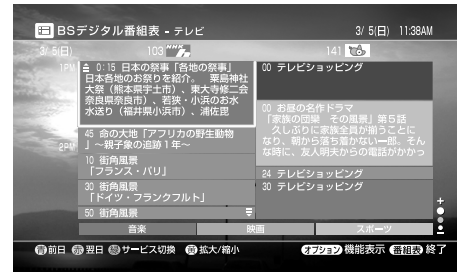 BSデジタル番組表 - テレビ
3/ 5(日) 11:38AM
3/ 5(日) 103 NHK 141
1PM
0:15 日本の祭事「各地の祭事」
日本各地のお祭りを紹介。 粟島神社
大祭（熊本県宇土市）、東大寺修二会
奈良県奈良市）、若狭・小浜のお水
水送り（福井県小浜市）、浦佐毘
45 命の大地「アフリカの野生動物
」～親子象の追跡１年～
2PM
10 街角風景
「フランス・パリ」
30 街角風景
「ドイツ・フランクフルト」
50 街角風景
00 テレビショッピング
00 お昼の名作ドラマ
「家族の団欒 その風景」第５話
久しぶりに家族全員が揃うことに
なり、朝から落ち着かない一郎。そん
な時に、友人明夫からの電話がかかっ
24 テレビショッピング
30 テレビショッピング
音楽 映画 スポーツ
青 前日 赤 翌日 緑 サービス切換 黄 拡大/縮小 オプション 機能表示 番組表 終了